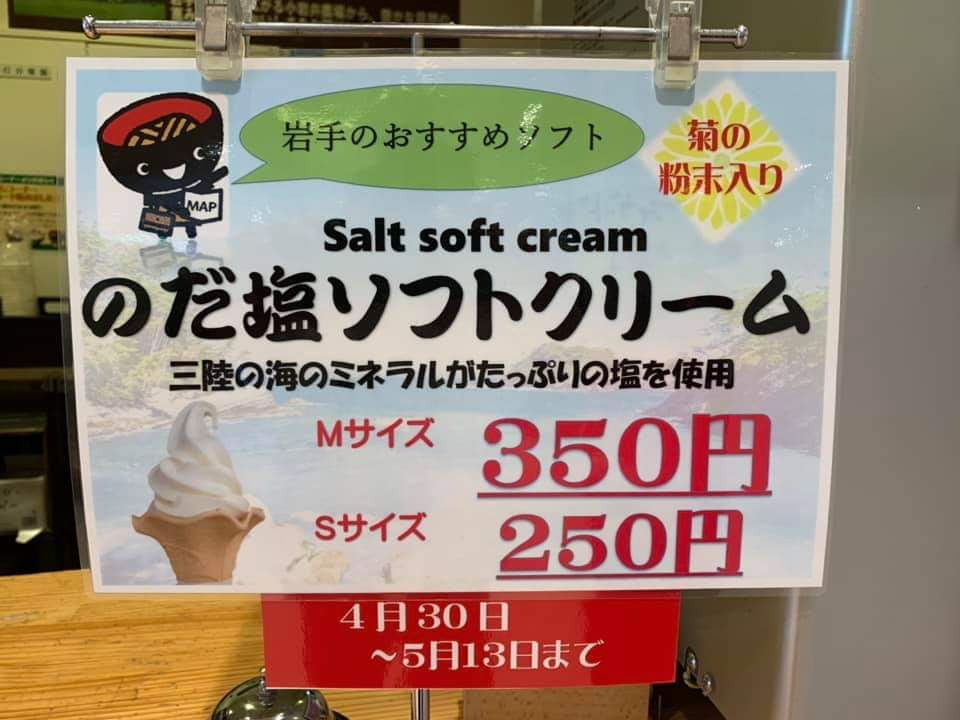 岩手のおすすめソフト
菊の
粉末入り
MAP
Salt soft cream
のだ塩ソフトクリーム
三陸の海のミネラルがたっぷりの塩を使用
Mサイズ 350円
Sサイズ 250円
4月30日
～5月13日まで